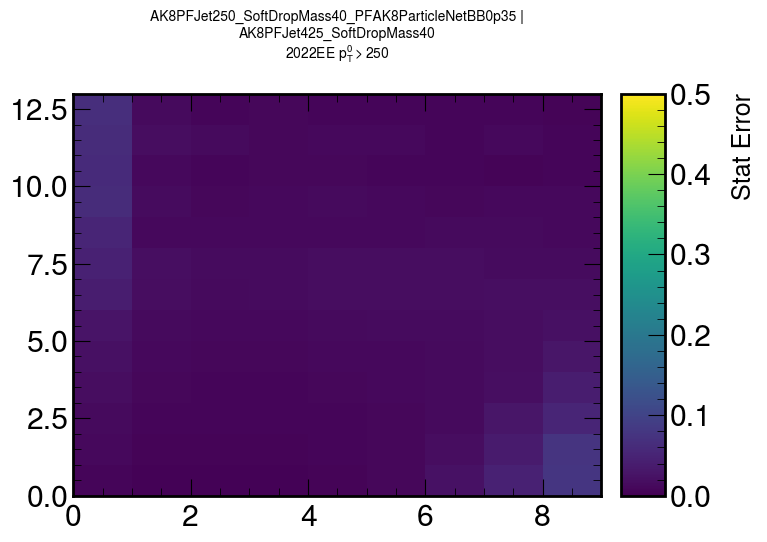 AK8PFJet250_SoftDropMass40_PFAK8ParticleNetBB0p35 |
AK8PFJet425_SoftDropMass40
2022EE p_T^0 > 250
12.5
10.0
7.5
5.0
2.5
0.0
0 2 4 6 8
0.5
0.4
0.3
0.2
0.1
0.0
Stat Error